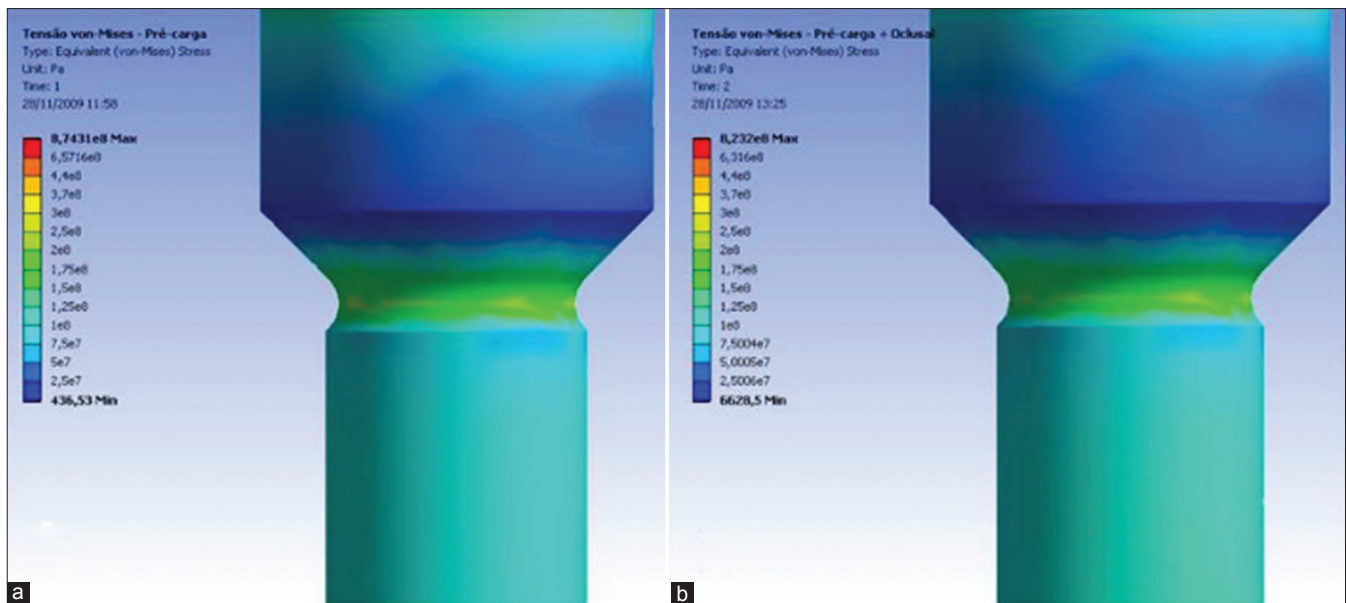 Tensão von-Mises - Pré-carga
Type: Equivalent (von-Mises) Stress
Unit: Pa
Time: 1
28/11/2009 11:58
8,7431e8 Max
6,5716e8
4,4e8
3,7e8
3e8
2,5e8
2e8
1,75e8
1,5e8
1,25e8
1e8
7,5e7
5e7
2,5e7
436,53 Min
a
Tensão von-Mises - Pré-carga + Oclusal
Type: Equivalent (von-Mises) Stress
Unit: Pa
Time: 2
28/11/2009 13:25
8,232e8 Max
6,316e8
4,4e8
3,7e8
3e8
2,5e8
2e8
1,75e8
1,5e8
1,25e8
1e8
7,5004e7
5,0005e7
2,5006e7
6628,5 Min
b